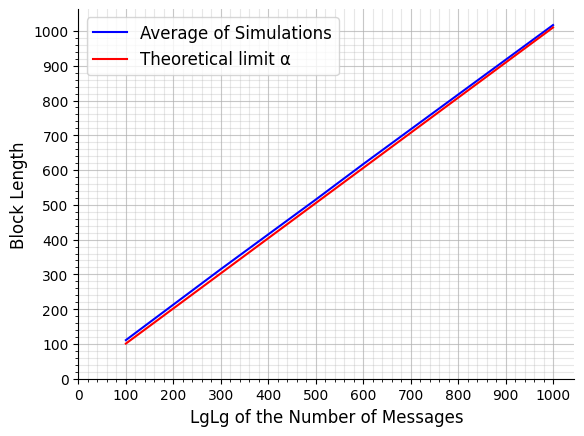 Average of Simulations
Theoretical limit α
Block Length
1000
900
800
700
600
500
400
300
200
100
0
0 100 200 300 400 500 600 700 800 900 1000
LgLg of the Number of Messages